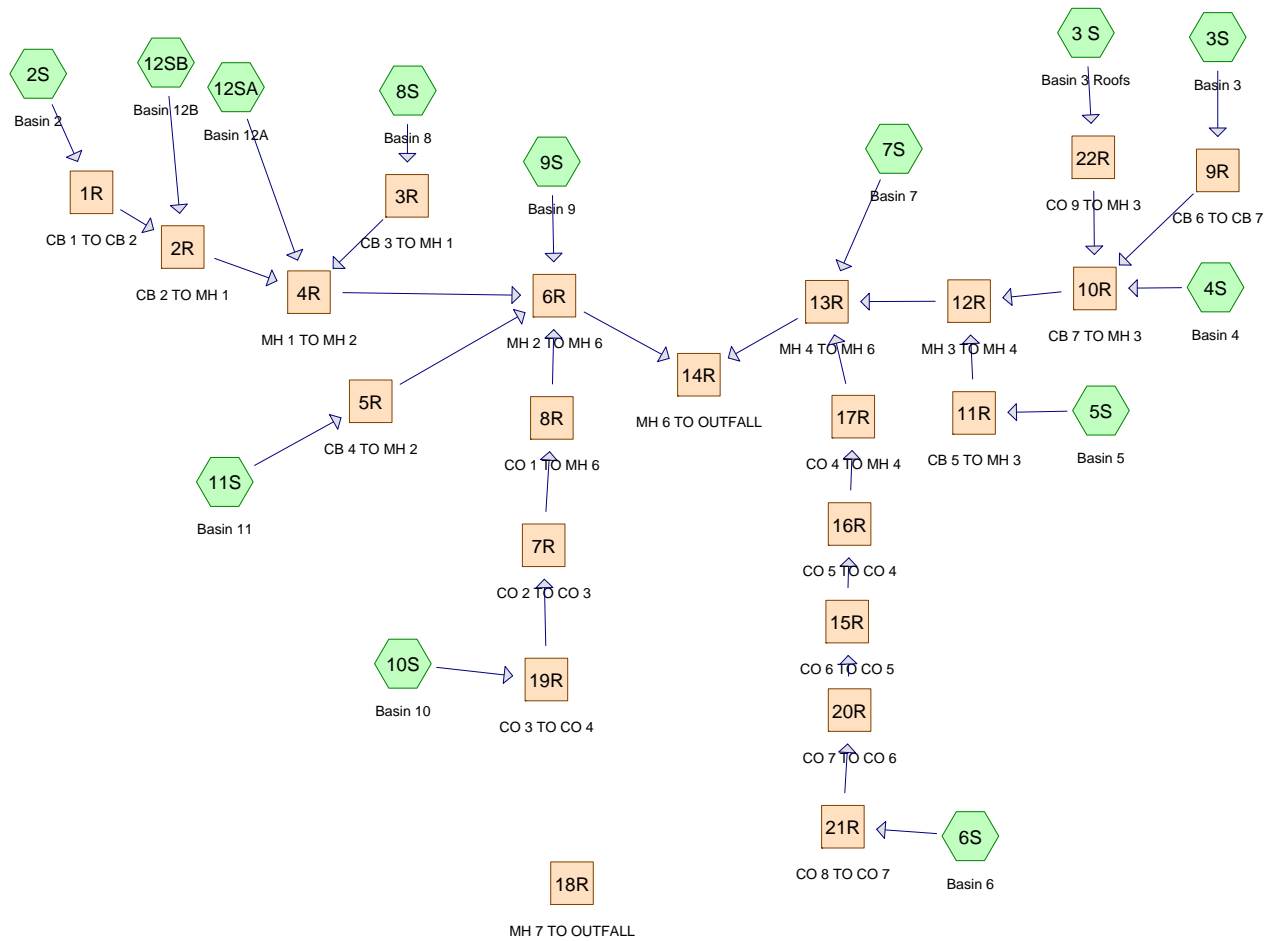 3 S
3S
2S
12SB
12SA
8S
Basin 3 Roofs
Basin 3
Basin 2
Basin 12B
Basin 12A
Basin 8
9S
7S
22R
9R
1R
3R
Basin 9
Basin 7
CO 9 TO MH 3
CB 6 TO CB 7
CB 1 TO CB 2
2R
CB 3 TO MH 1
CB 2 TO MH 1
4R
6R
13R
12R
10R
4S
MH 1 TO MH 2
MH 2 TO MH 6
MH 4 TO MH 6
MH 3 TO MH 4
CB 7 TO MH 3
Basin 4
14R
MH 6 TO OUTFALL
5R
8R
17R
11R
5S
CB 4 TO MH 2
CO 1 TO MH 6
CO 4 TO MH 4
CB 5 TO MH 3
Basin 5
11S
Basin 11
7R
16R
CO 2 TO CO 3
CO 5 TO CO 4
15R
10S
19R
CO 6 TO CO 5
Basin 10
CO 3 TO CO 4
20R
CO 7 TO CO 6
21R
6S
CO 8 TO CO 7
Basin 6
18R
MH 7 TO OUTFALL